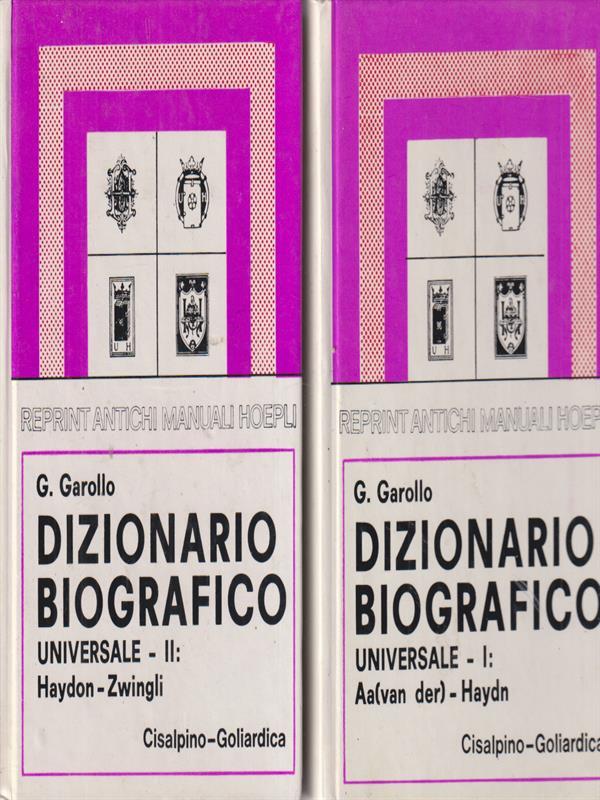 U H
REPRINT ANTICHI MANUALI HOEPLI
G. Garollo
DIZIONARIO
BIOGRAFICO
UNIVERSALE - II:
Haydon-Zwingli
Cisalpino-Goliardica
U H
REPRINT ANTICHI MANUALI HOEP
G. Garollo
DIZIONARIO
BIOGRAFICO
UNIVERSALE - I:
Aa(van der)-Haydn
Cisalpino-Goliardica